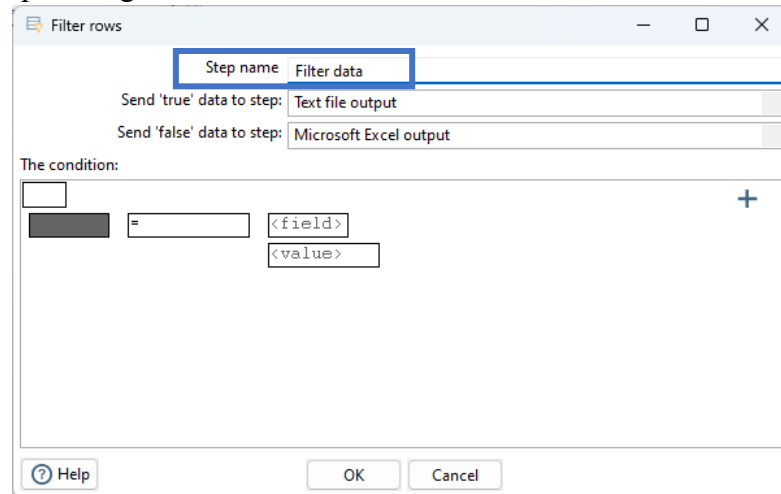 Filter rows
Step name Filter data
Send 'true' data to step: Text file output
Send 'false' data to step: Microsoft Excel output
The condition:
= <field>
<value>
Help OK Cancel